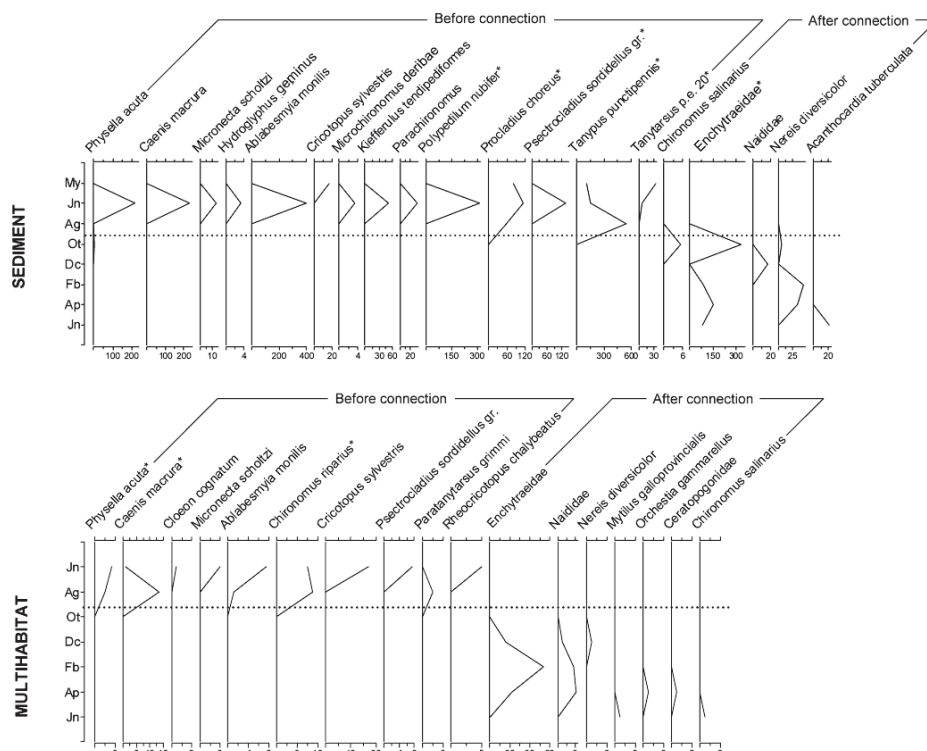 Before connection
After connection
Physella acuta
Caenis macrura
Micronecta scholtzi
Hydroglyphus geminus
Ablabesmyia monilis
Cricotopus sylvestris
Microchironomus deribae
Kiefferulus tendipediformes
Parachironomus
Polypedilum nubifer*
Procladius choreus*
Psectrocladius sordidellus gr.*
Tanypus punctipennis*
Tanytarsus p.e. 20*
Chironomus salinarius
Enchytraeidae*
Naididae
Nereis diversicolor
Acanthocardia tuberculata
SEDIMENT
My
Jn
Ag
Ot
Dc
Fb
Ap
Jn
100 200 100 200 10 4 200 400 20 4 30 60 20 150 300 60 120 60 120 300 600 30 6 150 300 20 25 20
Before connection
After connection
Physella acuta*
Caenis macrura*
Cloeon cognatum
Micronecta scholtzi
Ablabesmyia monilis
Chironomus riparius*
Cricotopus sylvestris
Psectrocladius sordidellus gr.
Paratanytarsus grimmi
Rheocricotopus chalybeatus
Enchytraeidae
Naididae
Nereis diversicolor
Mytilus galloprovincialis
Orchestia gammarellus
Ceratopogonidae
Chironomus salinarius
MULTIHABITAT
Jn
Ag
Ot
Dc
Fb
Ap
Jn